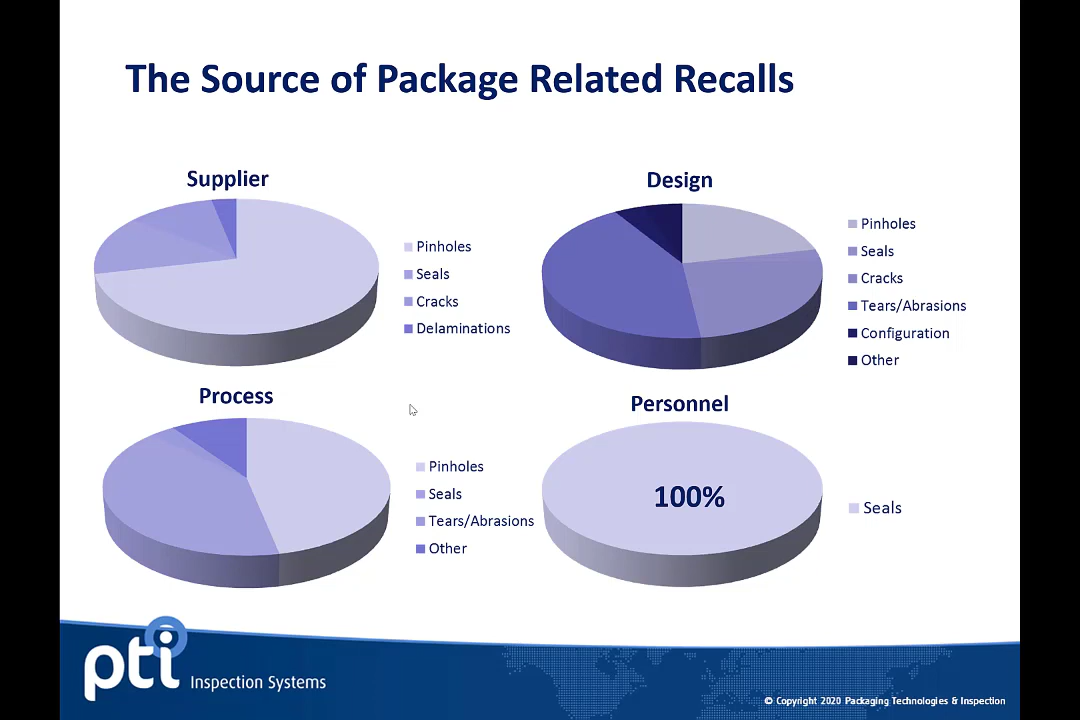 The Source of Package Related Recalls
Supplier
Pinholes
Seals
Cracks
Delaminations
Design
Pinholes
Seals
Cracks
Tears/Abrasions
Configuration
Other
Process
Pinholes
Seals
Tears/Abrasions
Other
Personnel
100%
Seals
pti Inspection Systems
© Copyright 2020 Packaging Technologies & Inspection